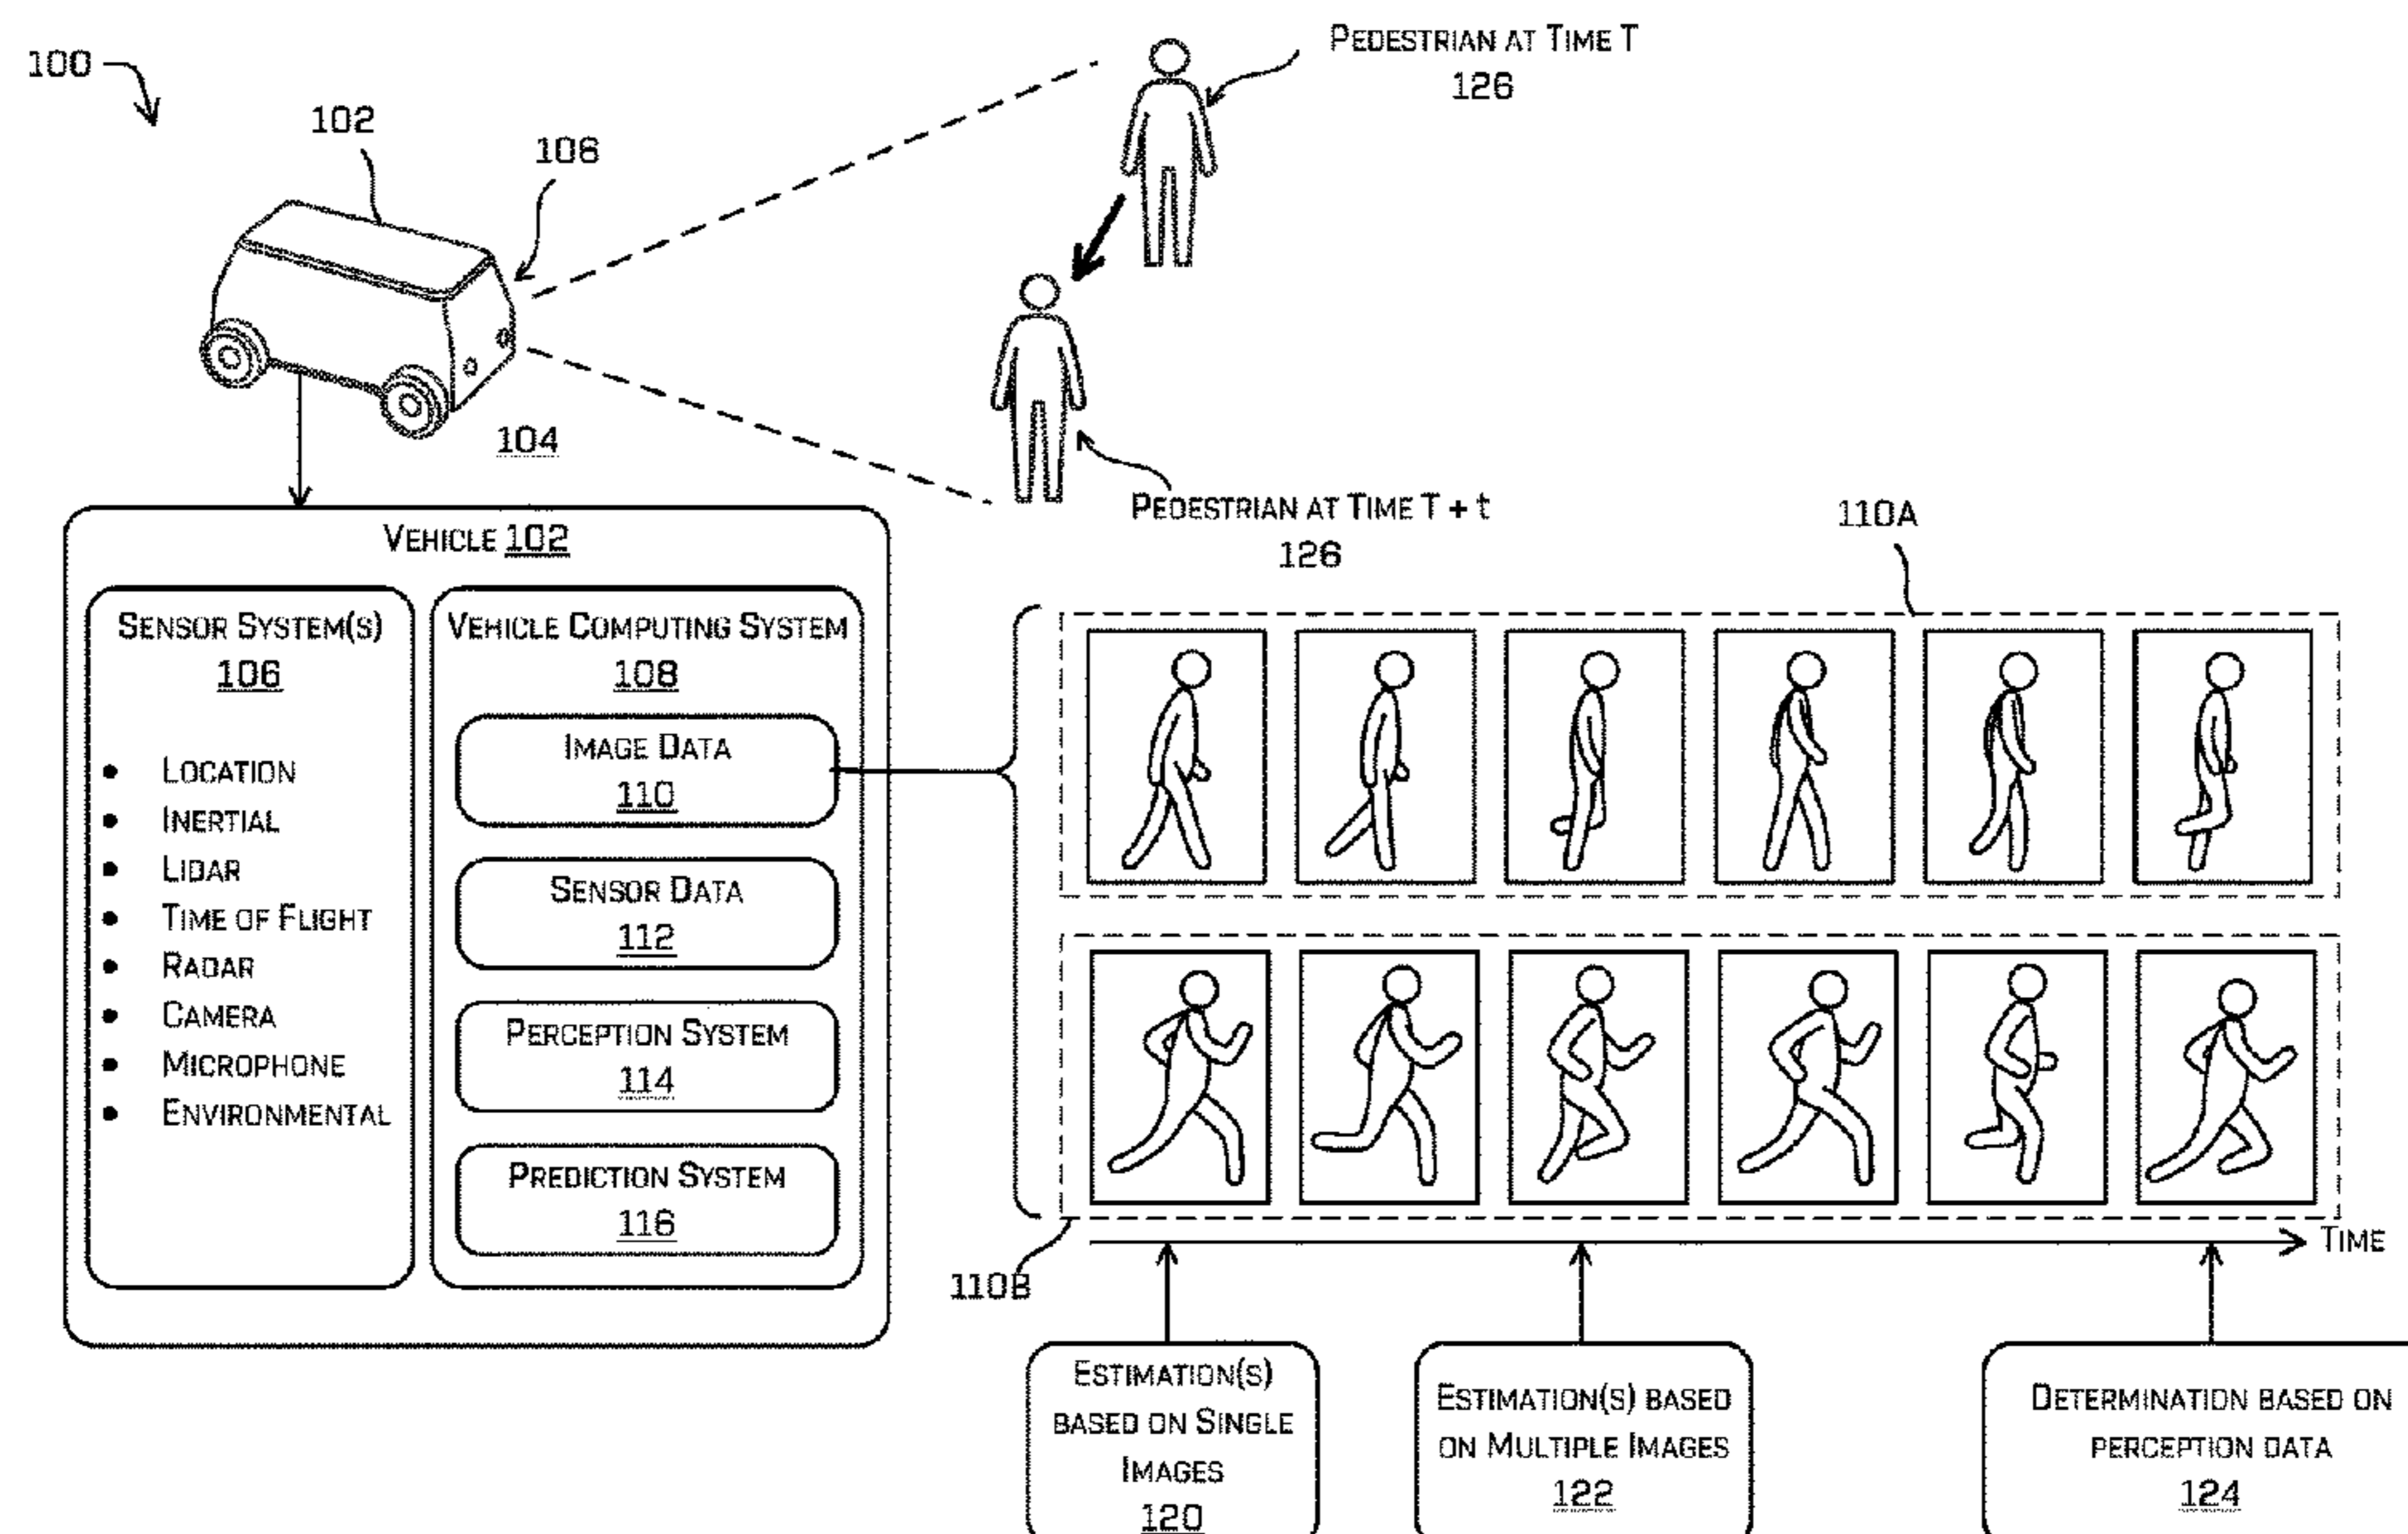 100
102
106
PEDESTRIAN AT TIME T
126
104
PEDESTRIAN AT TIME T + t
126
VEHICLE 102
SENSOR SYSTEM(S)
106
• LOCATION
• INERTIAL
• LIDAR
• TIME OF FLIGHT
• RADAR
• CAMERA
• MICROPHONE
• ENVIRONMENTAL
VEHICLE COMPUTING SYSTEM
108
IMAGE DATA
110
SENSOR DATA
112
PERCEPTION SYSTEM
114
PREDICTION SYSTEM
116
110A
110B
TIME
ESTIMATION(S)
BASED ON SINGLE
IMAGES
120
ESTIMATION(S) BASED
ON MULTIPLE IMAGES
122
DETERMINATION BASED ON
PERCEPTION DATA
124